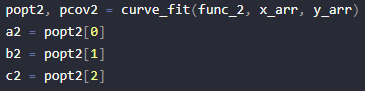 popt2, pcov2 = curve_fit(func_2, x_arr, y_arr)
a2 = popt2[0]
b2 = popt2[1]
c2 = popt2[2]